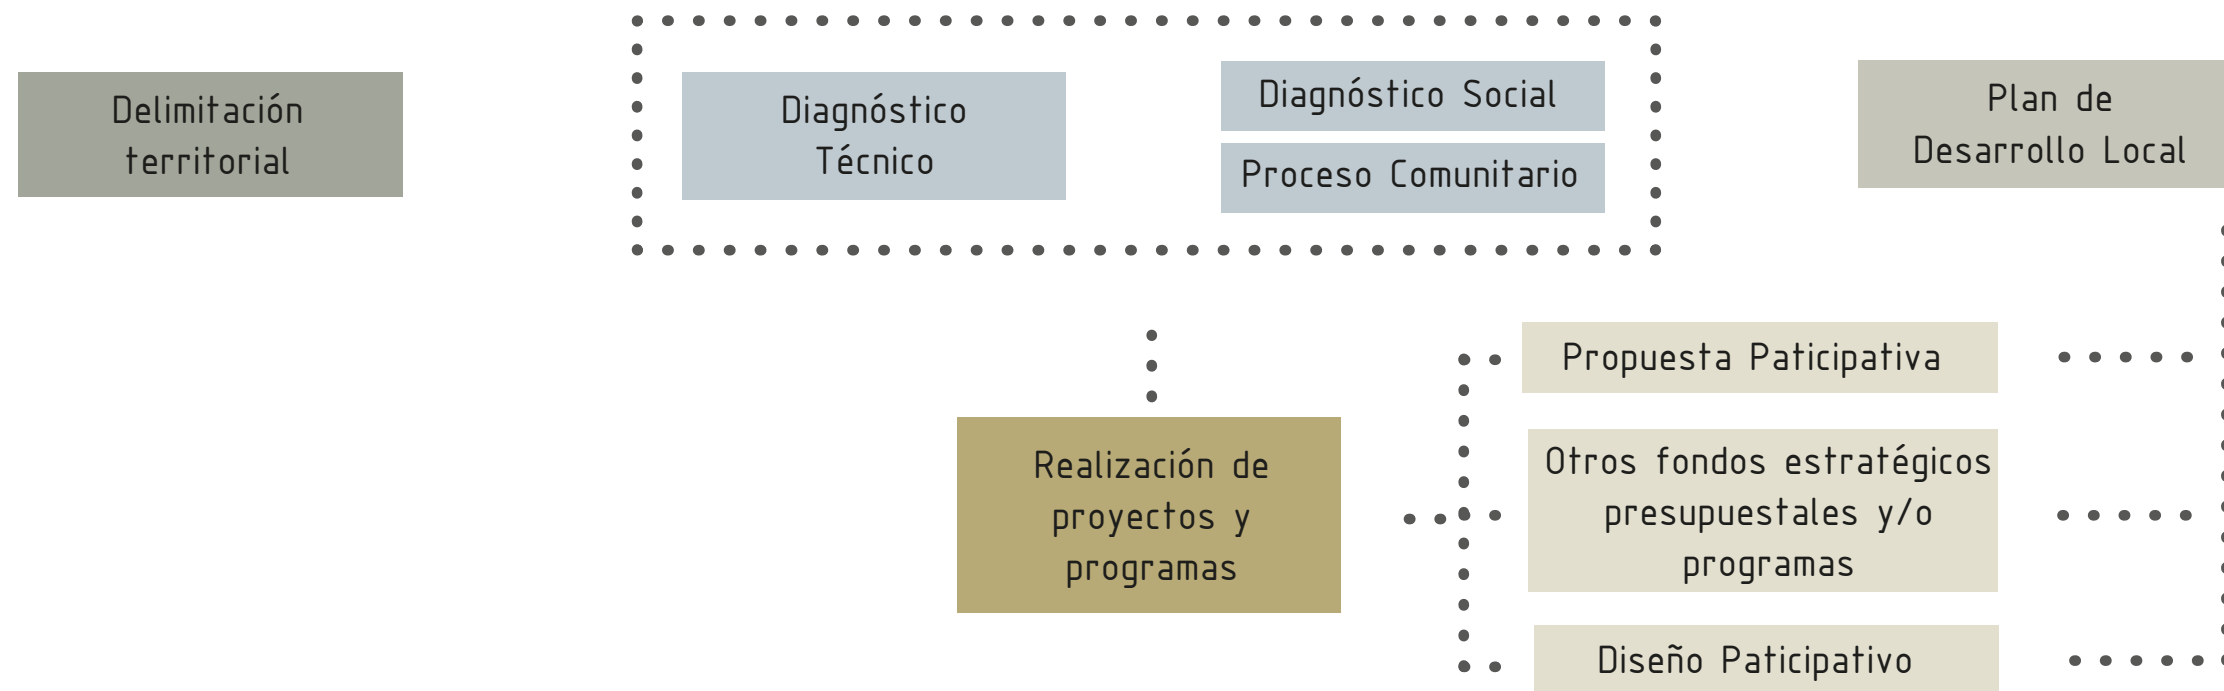 Delimitación
territorial
Diagnóstico
Técnico
Diagnóstico Social
Proceso Comunitario
Plan de
Desarrollo Local
Realización de
proyectos y
programas
Propuesta Paticipativa
Otros fondos estratégicos
presupuestales y/o
programas
Diseño Paticipativo